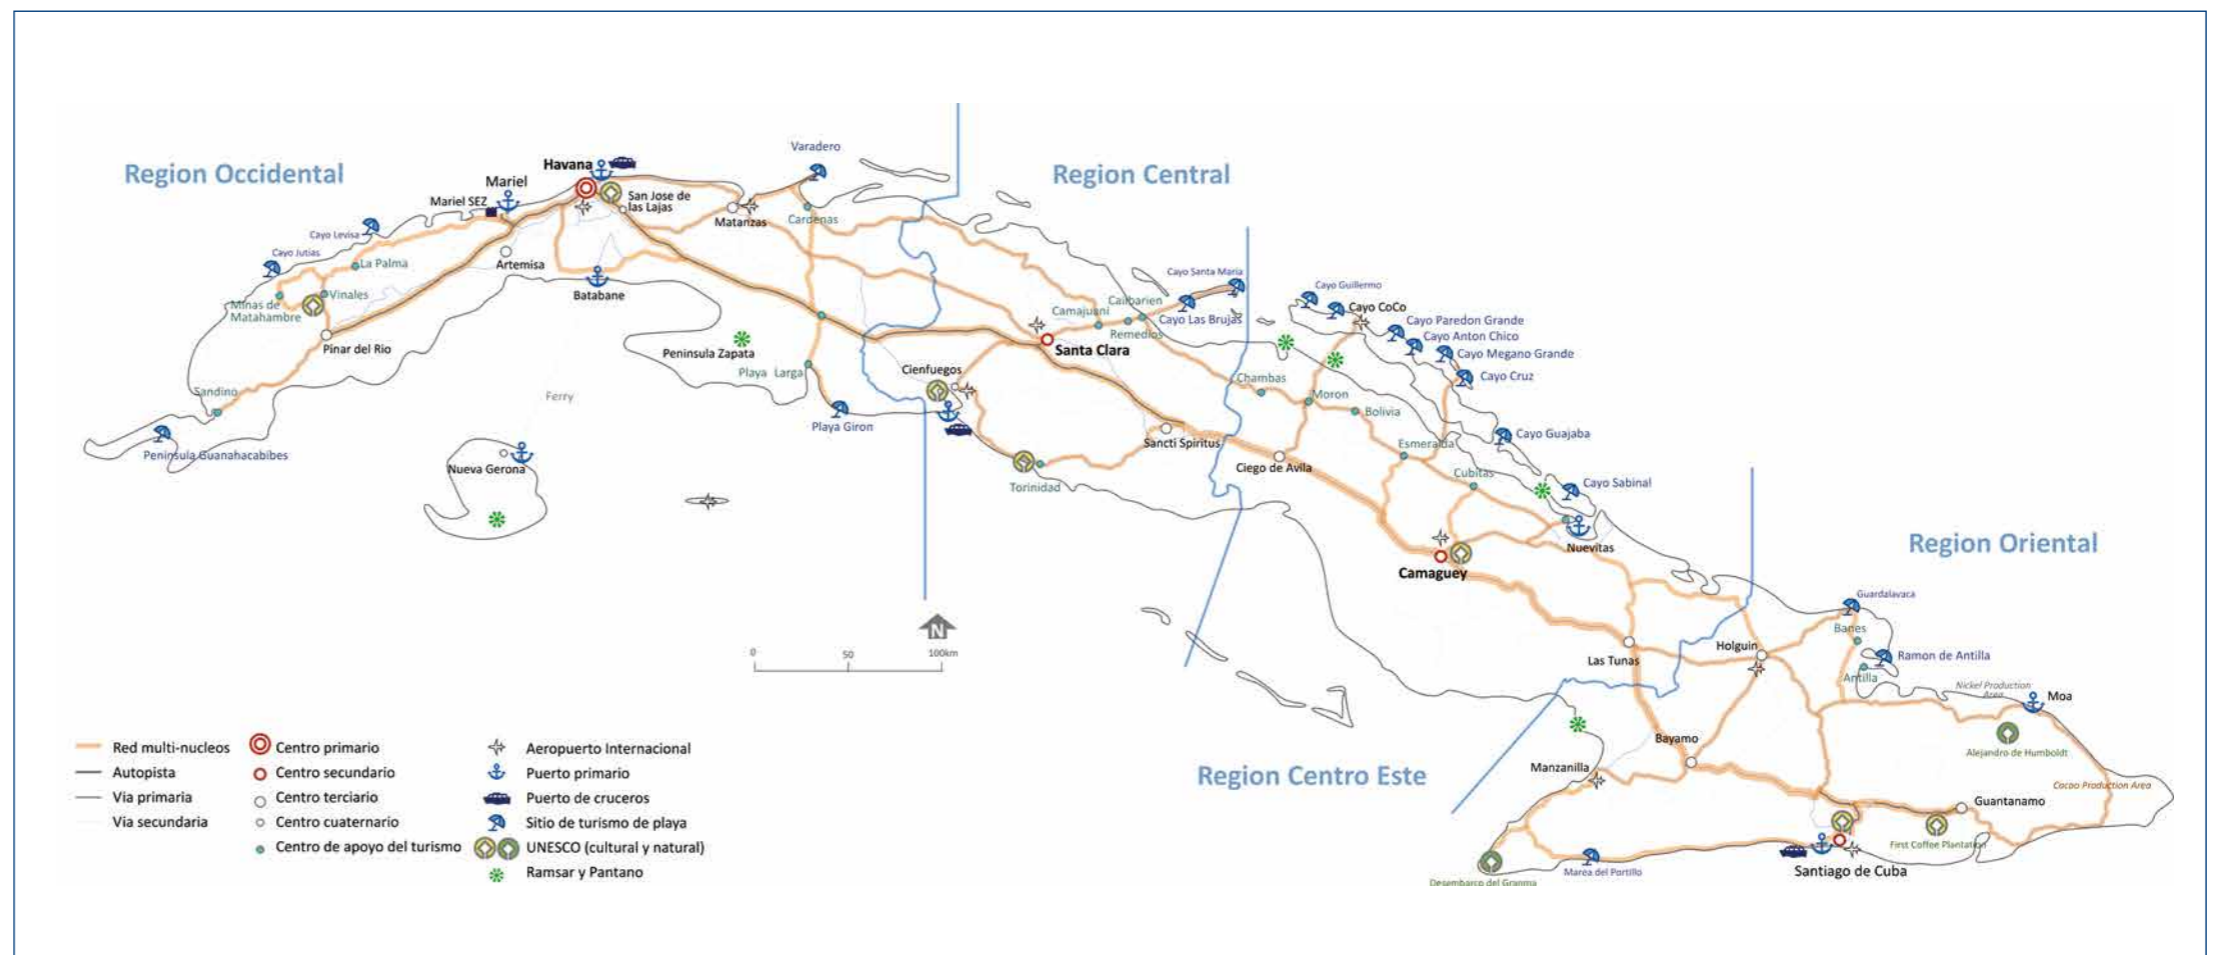 Region Occidental
Region Central
Region Oriental
Region Centro Este
Havana
Mariel
Mariel SEZ
San Jose de
las Lajas
Varadero
Matanzas
Cardenas
Cayo Levisa
Cayo Jutias
La Palma
Artemisa
Batabane
Vinales
Minas de
Matahambre
Pinar del Rio
Sandino
Peninsula Guanahacabibes
Ferry
Nueva Gerona
Peninsula Zapata
Playa Larga
Playa Giron
Cienfuegos
Torinidad
Santa Clara
Camajuani
Caibarien
Remedios
Cayo Santa Maria
Cayo Las Brujas
Sancti Spiritus
Cayo Guillermo
Cayo CoCo
Cayo Paredon Grande
Cayo Anton Chico
Cayo Megano Grande
Cayo Cruz
Chambas
Moron
Bolivia
Ciego de Avila
Esmeralda
Cubitas
Cayo Guajaba
Cayo Sabinal
Nuevitas
Camaguey
Las Tunas
Holguin
Guardalavaca
Banes
Ramon de Antilla
Antilla
Nickel Production
Area
Moa
Alejandro de Humboldt
Cacao Production Area
Bayamo
Manzanilla
Guantanamo
First Coffee Plantation
Santiago de Cuba
Marea del Portillo
Desembarco del Granma
N
0
50
100km
Red multi-nucleos
Autopista
Via primaria
Via secundaria
Centro primario
Centro secundario
Centro terciario
Centro cuaternario
Centro de apoyo del turismo
Aeropuerto Internacional
Puerto primario
Puerto de cruceros
Sitio de turismo de playa
UNESCO (cultural y natural)
Ramsar y Pantano